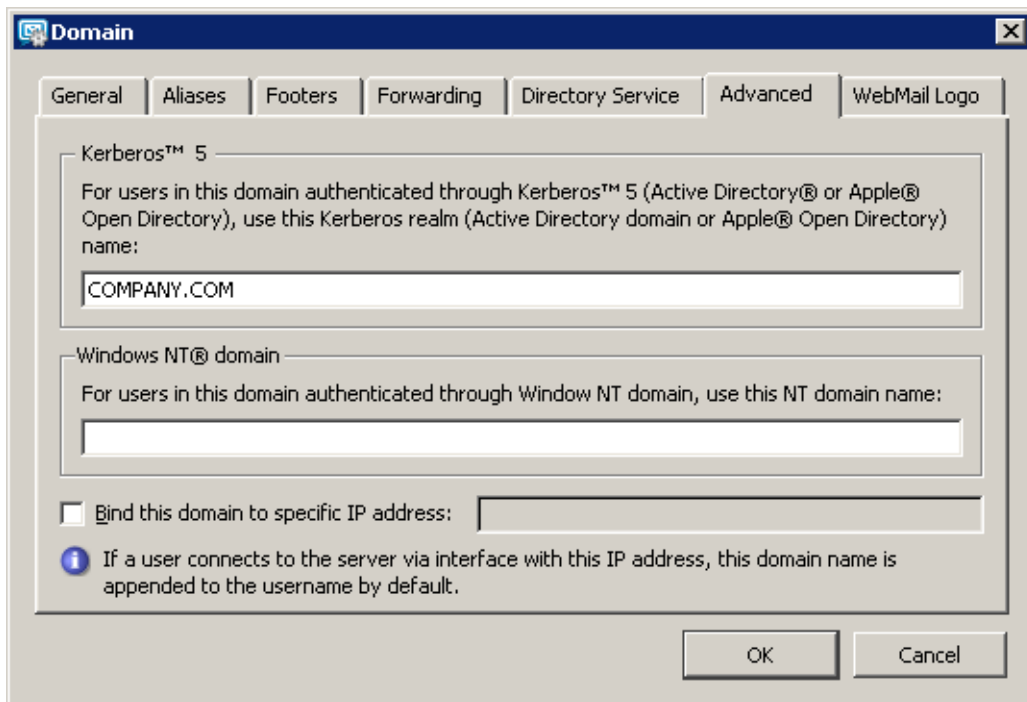 Domain
General
Aliases
Footers
Forwarding
Directory Service
Advanced
WebMail Logo
Kerberos™ 5
For users in this domain authenticated through Kerberos™ 5 (Active Directory® or Apple®
Open Directory), use this Kerberos realm (Active Directory domain or Apple® Open Directory)
name:
COMPANY.COM
Windows NT® domain
For users in this domain authenticated through Window NT domain, use this NT domain name:
Bind this domain to specific IP address:
If a user connects to the server via interface with this IP address, this domain name is
appended to the username by default.
OK
Cancel